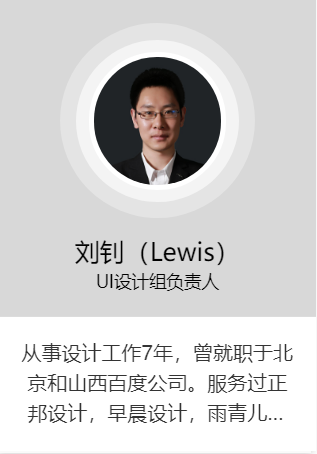 刘钊（Lewis）
UI设计组负责人
从事设计工作7年，曾就职于北
京和山西百度公司。服务过正
邦设计，早晨设计，雨青儿...